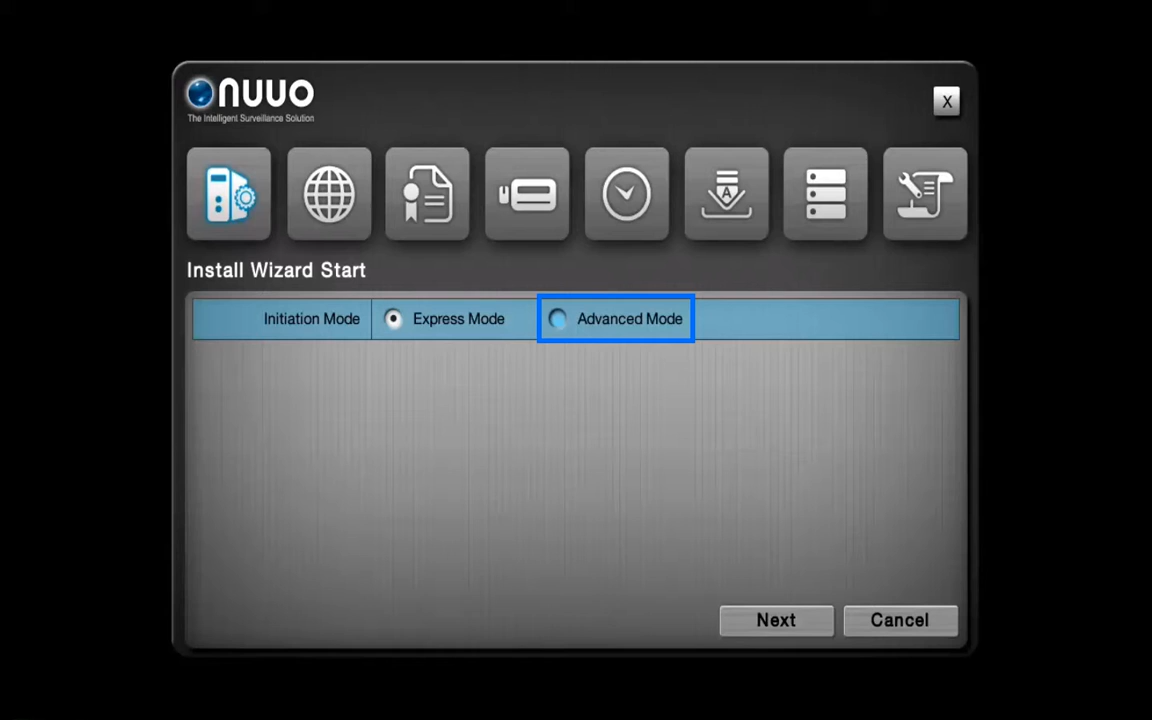 nuuo
The Intelligent Surveillance Solution
X
A
Install Wizard Start
Initiation Mode Express Mode Advanced Mode
Next Cancel